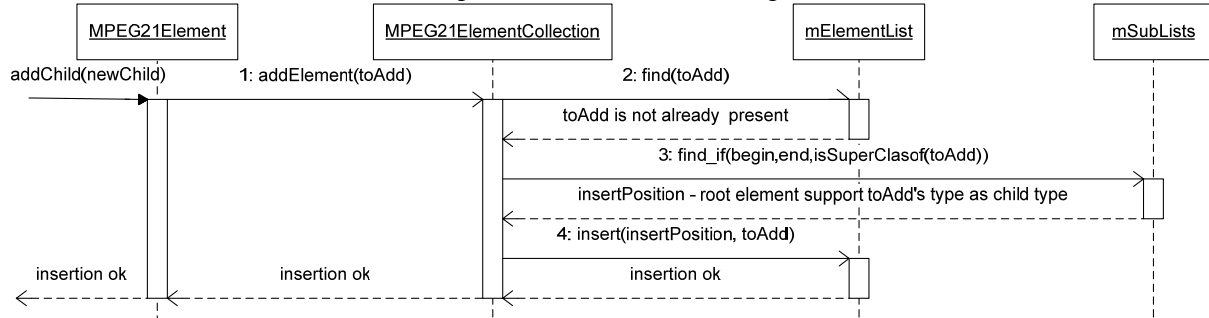 MPEG21Element
MPEG21ElementCollection
mElementList
mSubLists
addChild(newChild)
1: addElement(toAdd)
2: find(toAdd)
toAdd is not already present
3: find_if(begin,end,isSuperClasof(toAdd))
insertPosition - root element support toAdd's type as child type
4: insert(insertPosition, toAdd)
insertion ok
insertion ok
insertion ok